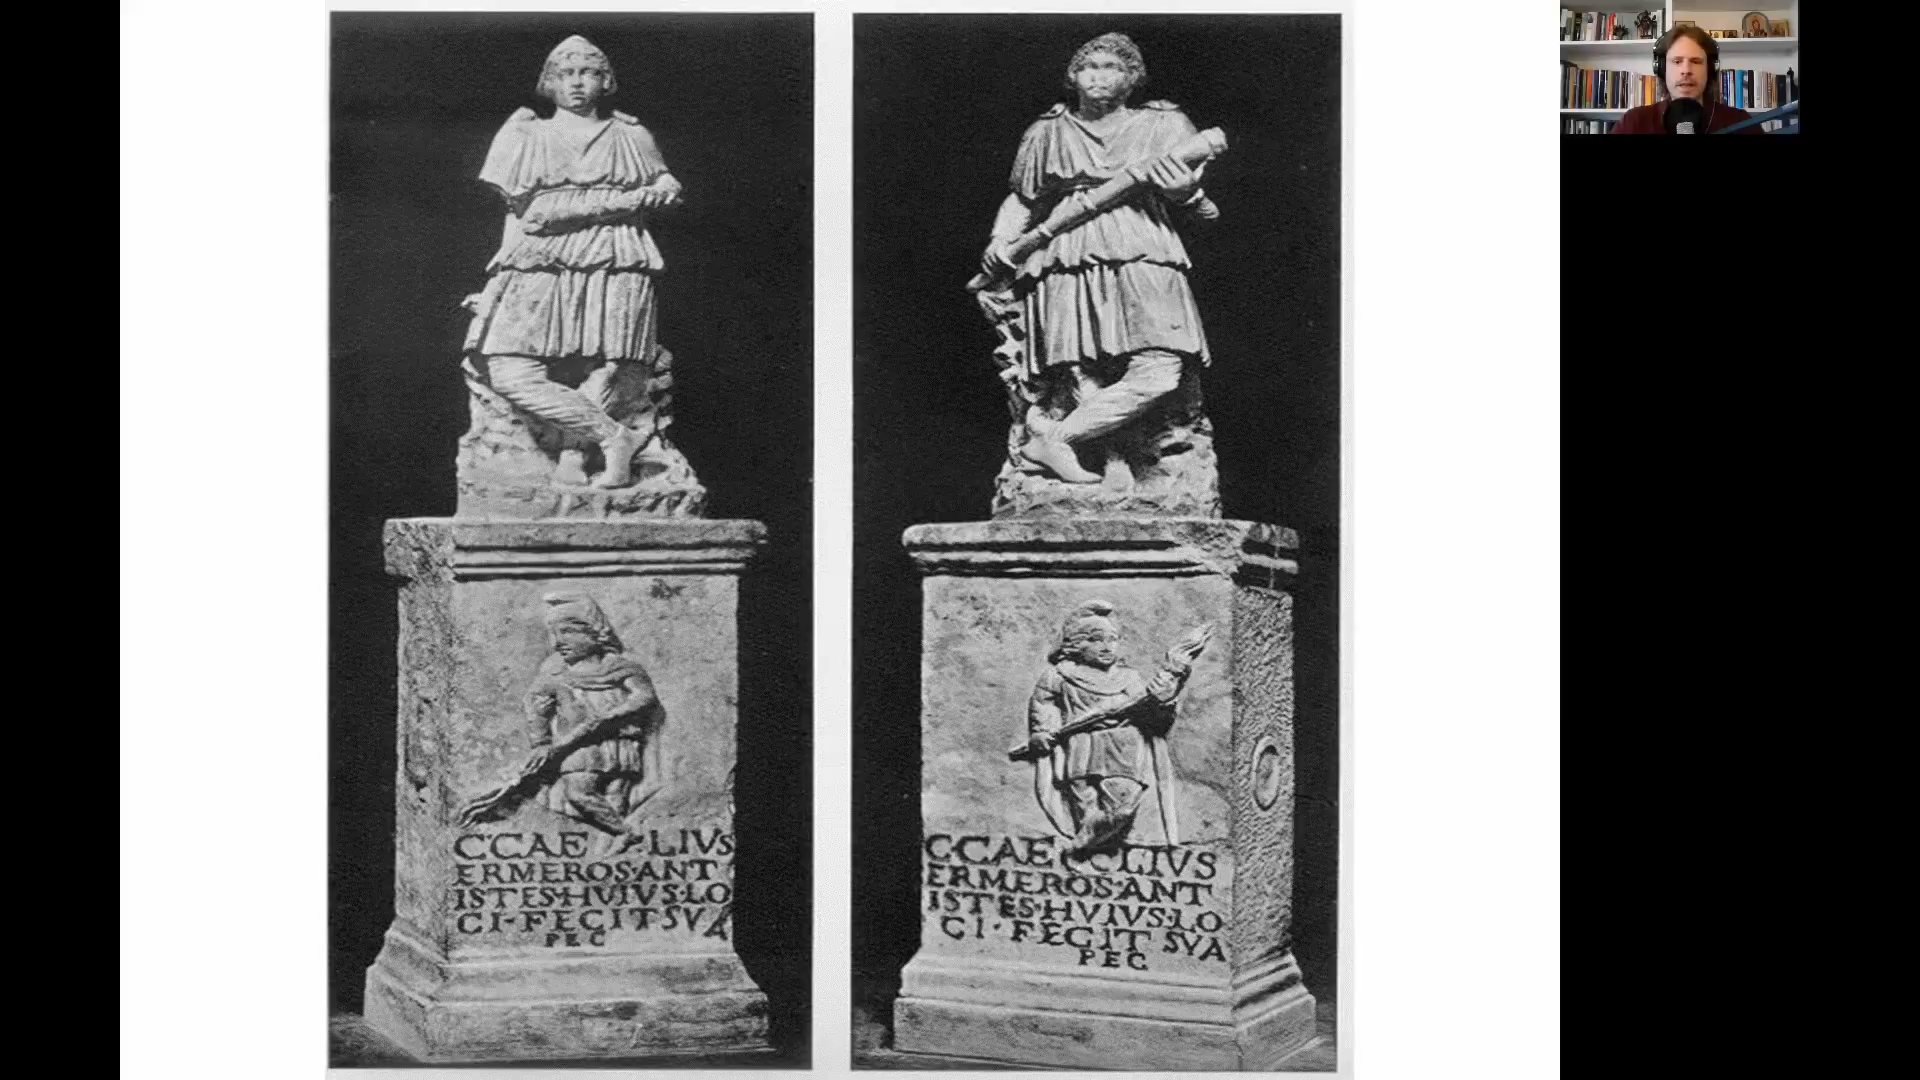 C·CAE LIVS
ERMEROS·ANT
ISTES·HVIVS·LO
CI·FECIT SVA
PEC
C·CAE LIVS
ERMEROS·ANT
ISTES·HVIVS·LO
CI·FECIT SVA
PEC